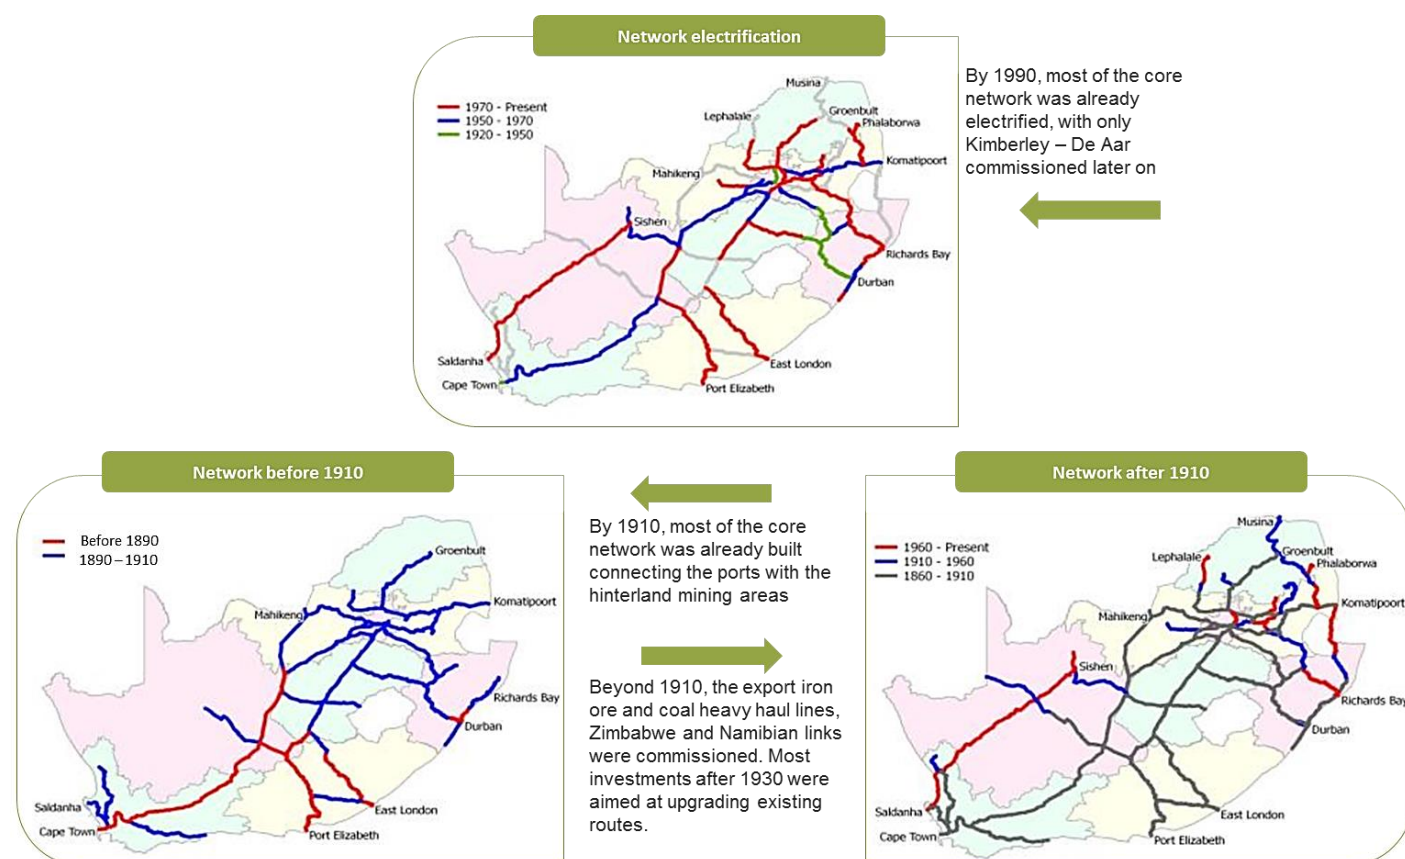 Network electrification
By 1990, most of the core
network was already
electrified, with only
Kimberley – De Aar
commissioned later on
1970 - Present
1950 - 1970
1920 - 1950
Musina
Lephalale
Groenbult
Phalaborwa
Komatipoort
Mahikeng
Sishen
Richards Bay
Durban
Saldanha
Cape Town
East London
Port Elizabeth
Network before 1910
Before 1890
1890 – 1910
Groenbult
Komatipoort
Mahikeng
Richards Bay
Durban
Saldanha
Cape Town
East London
Port Elizabeth
By 1910, most of the core
network was already built
connecting the ports with the
hinterland mining areas
Beyond 1910, the export iron
ore and coal heavy haul lines,
Zimbabwe and Namibian links
were commissioned. Most
investments after 1930 were
aimed at upgrading existing
routes.
Network after 1910
1960 - Present
1910 - 1960
1860 - 1910
Musina
Lephalale
Groenbult
Phalaborwa
Komatipoort
Mahikeng
Sishen
Richards Bay
Durban
Saldanha
Cape Town
East London
Port Elizabeth